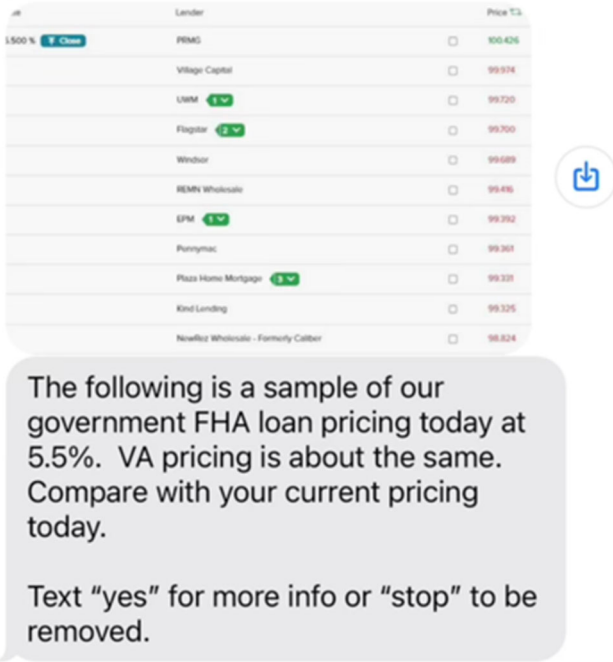 Lender Price
5.500 % Close PRMG 100.426
Village Capital 99.974
UWM 1 99.720
Flagstar 2 99.700
Windsor 99.689
REMN Wholesale 99.416
EPM 1 99.392
Pennymac 99.361
Plaza Home Mortgage 3 99.331
Kind Lending 99.325
NewRez Wholesale - Formerly Caliber 98.824
The following is a sample of our
government FHA loan pricing today at
5.5%. VA pricing is about the same.
Compare with your current pricing
today.
Text “yes” for more info or “stop” to be
removed.